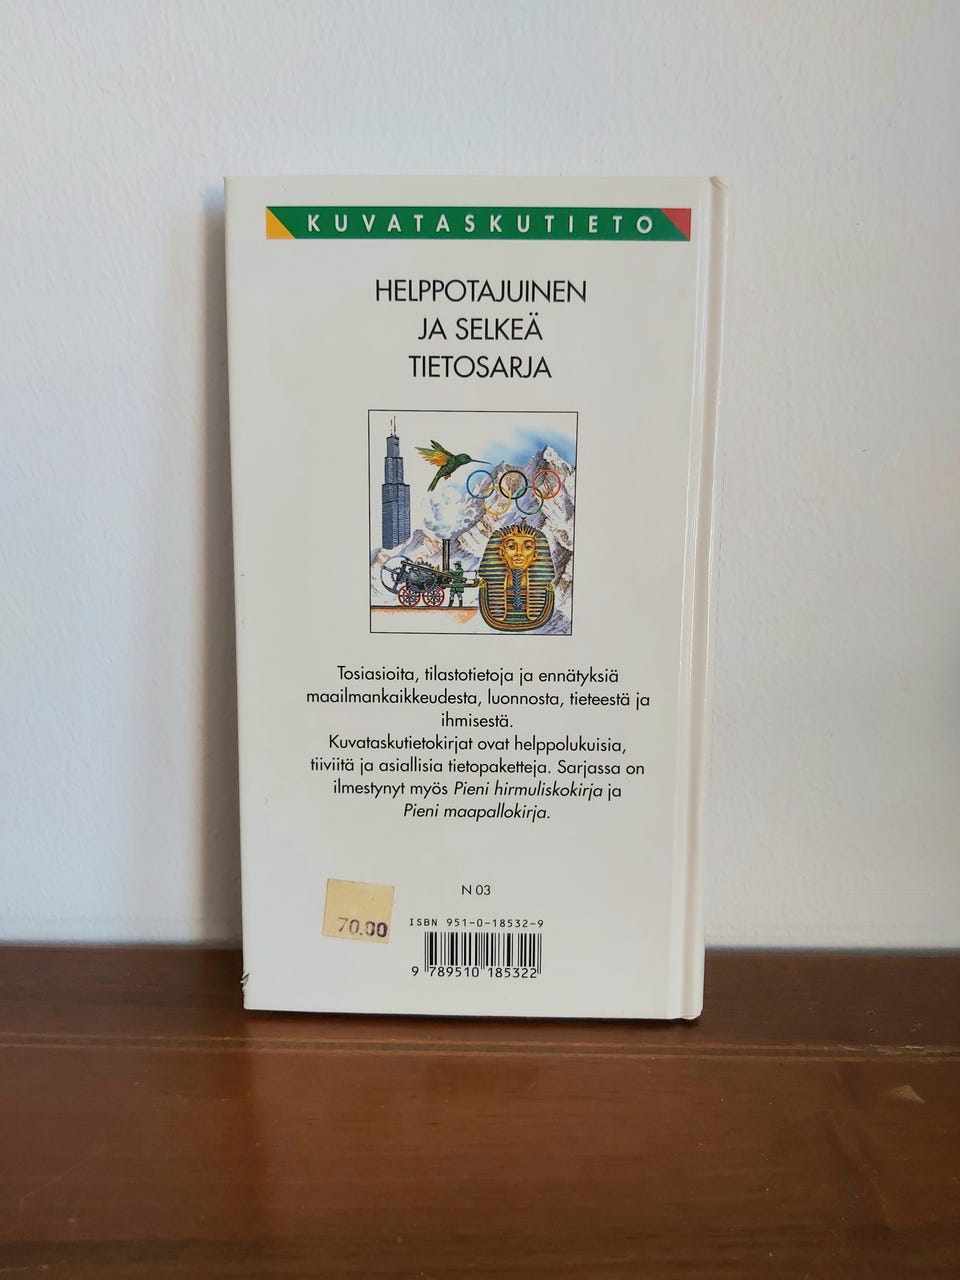 KUVATASKUTIETO
HELPPOTAJUINEN
JA SELKEÄ
TIETOSARJA
Tosiasioita, tilastotietoja ja ennätyksiä
maailmankaikkeudesta, luonnosta, tieteestä ja
ihmisestä.
Kuvataskutietokirjat ovat helppolukuisia,
tiiviitä ja asiallisia tietopaketteja. Sarjassa on
ilmestynyt myös Pieni hirmuliskokirja ja
Pieni maapallokirja.
N 03
70.00
ISBN 951-0-18532-9
9 789510 185322